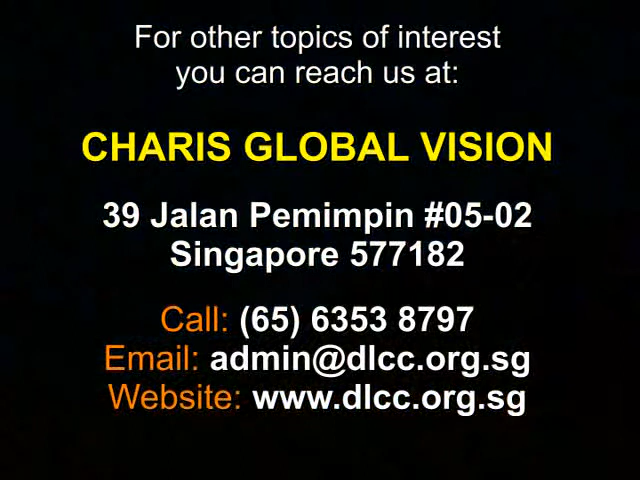 For other topics of interest
you can reach us at:
CHARIS GLOBAL VISION
39 Jalan Pemimpin #05-02
Singapore 577182
Call: (65) 6353 8797
Email: admin@dlcc.org.sg
Website: www.dlcc.org.sg